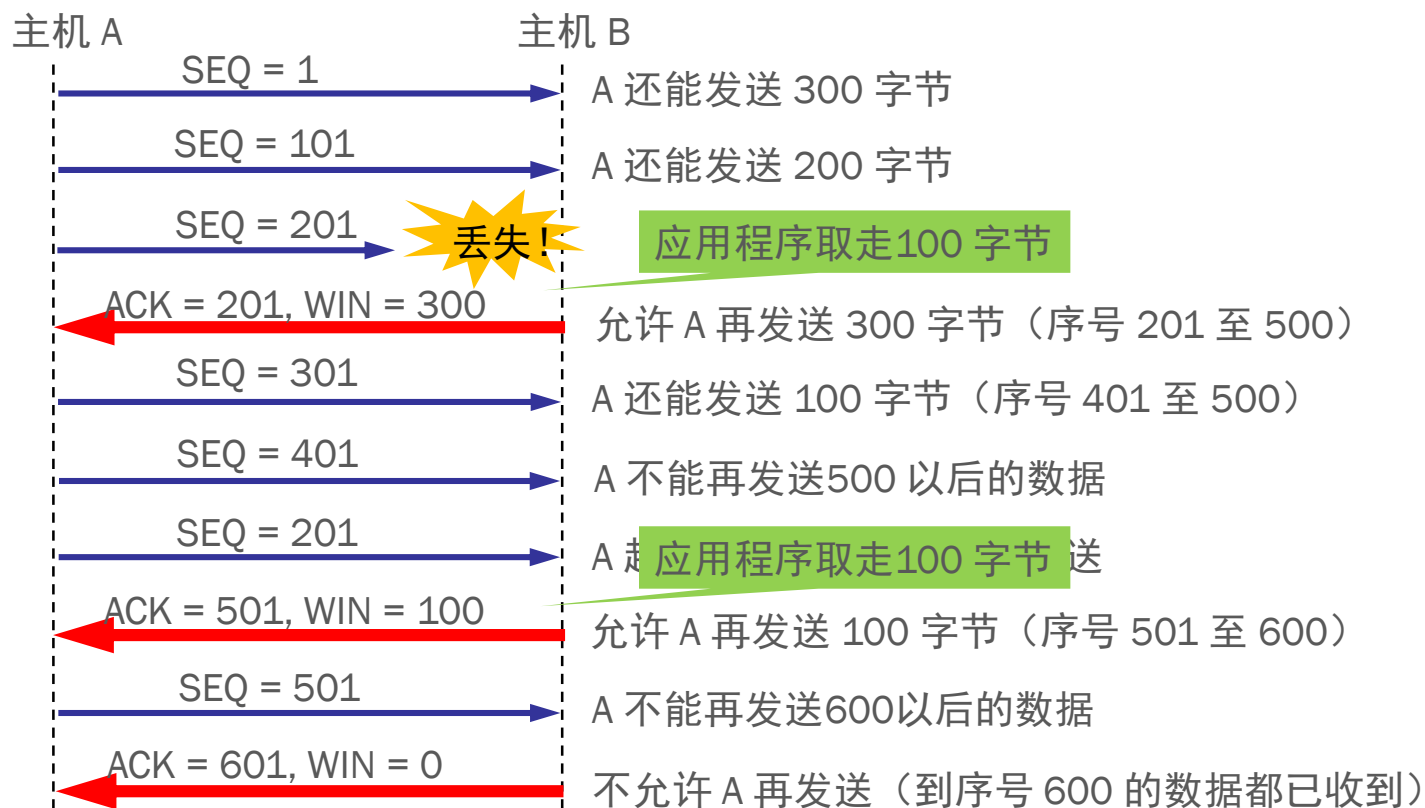 主机 A
主机 B
SEQ = 1
A 还能发送 300 字节
SEQ = 101
A 还能发送 200 字节
SEQ = 201
丢失！
应用程序取走100 字节
ACK = 201, WIN = 300
允许 A 再发送 300 字节（序号 201 至 500）
SEQ = 301
A 还能发送 100 字节（序号 401 至 500）
SEQ = 401
A 不能再发送500 以后的数据
SEQ = 201
A
应用程序取走100 字节
送
ACK = 501, WIN = 100
允许 A 再发送 100 字节（序号 501 至 600）
SEQ = 501
A 不能再发送600以后的数据
ACK = 601, WIN = 0
不允许 A 再发送（到序号 600 的数据都已收到）